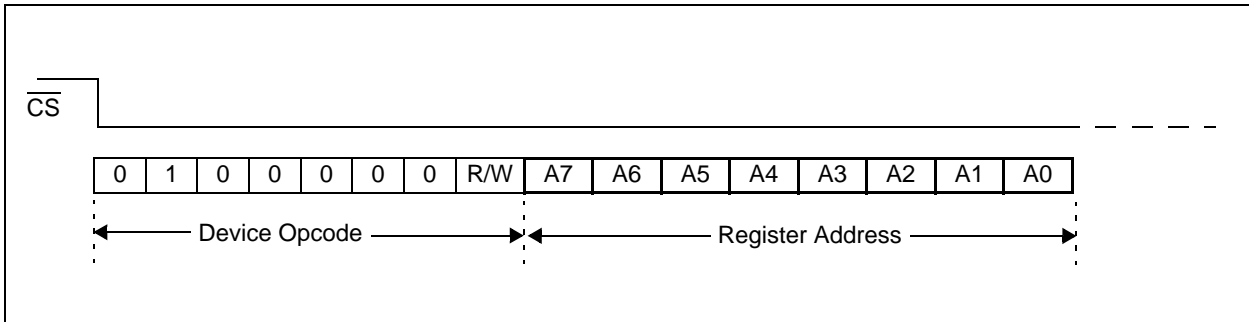 CS
0 1 0 0 0 0 0 R/W A7 A6 A5 A4 A3 A2 A1 A0
Device Opcode Register Address